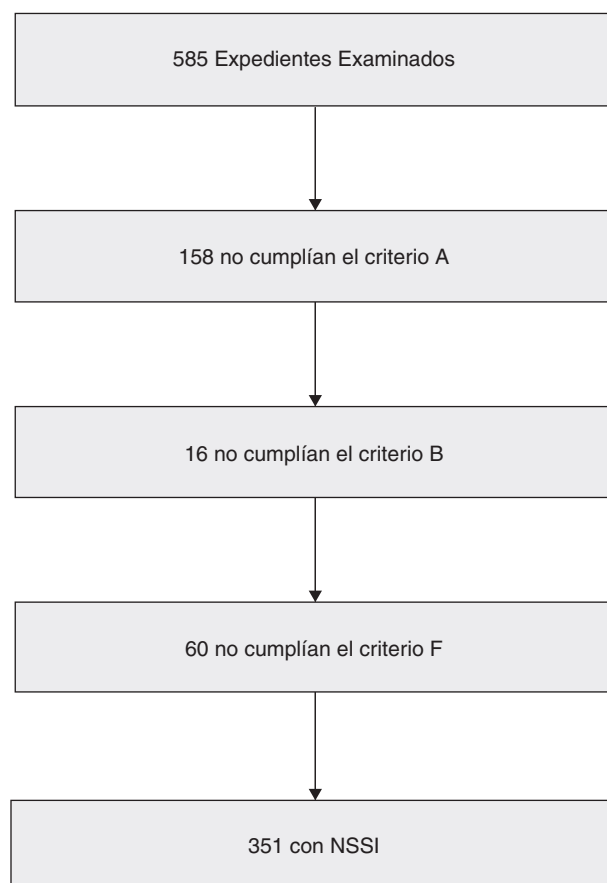 585 Expedientes Examinados
158 no cumplían el criterio A
16 no cumplían el criterio B
60 no cumplían el criterio F
351 con NSSI